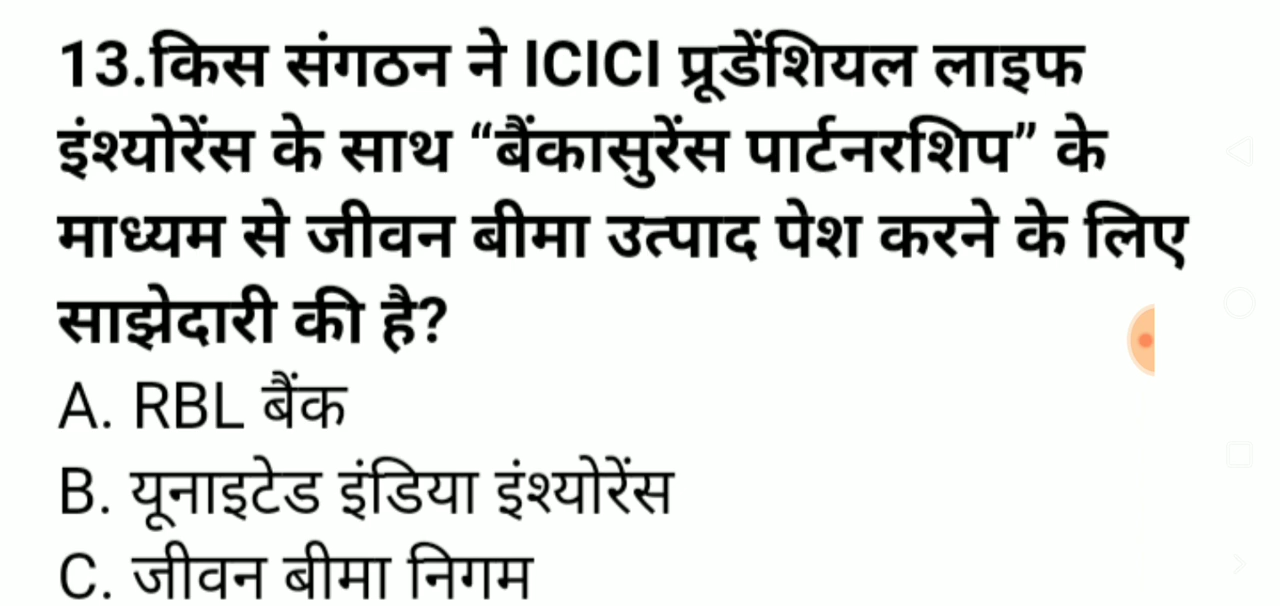 13.किस संगठन ने ICICI प्रूडेंशियल लाइफ
इंश्योरेंस के साथ “बैंकासुरेंस पार्टनरशिप” के
माध्यम से जीवन बीमा उत्पाद पेश करने के लिए
साझेदारी की है?
A. RBL बैंक
B. यूनाइटेड इंडिया इंश्योरेंस
C. जीवन बीमा निगम